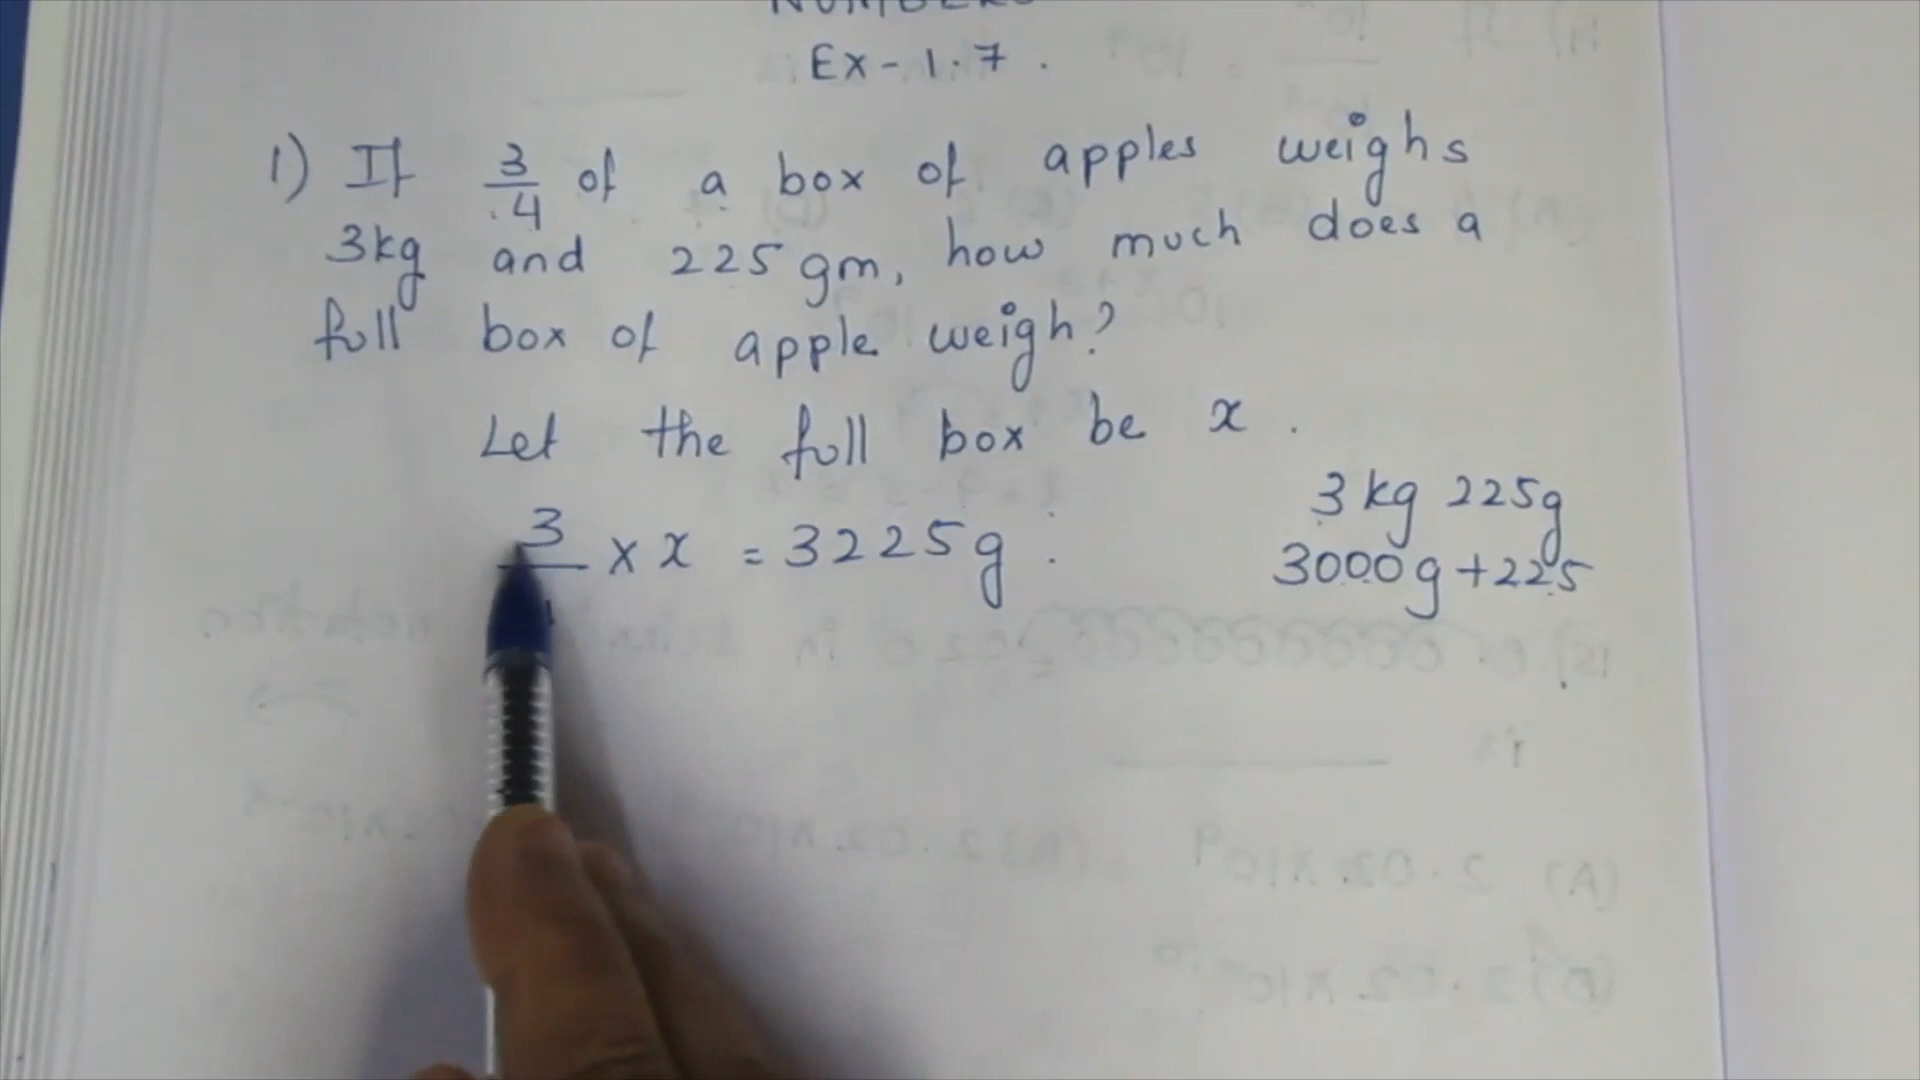 Ex - 1.7.
1) If 3/4 of a box of apples weighs
3kg and 225 gm, how much does a
full box of apple weigh?
Let the full box be x.
3/ × x = 3225g
3 kg 225g
3000g + 225